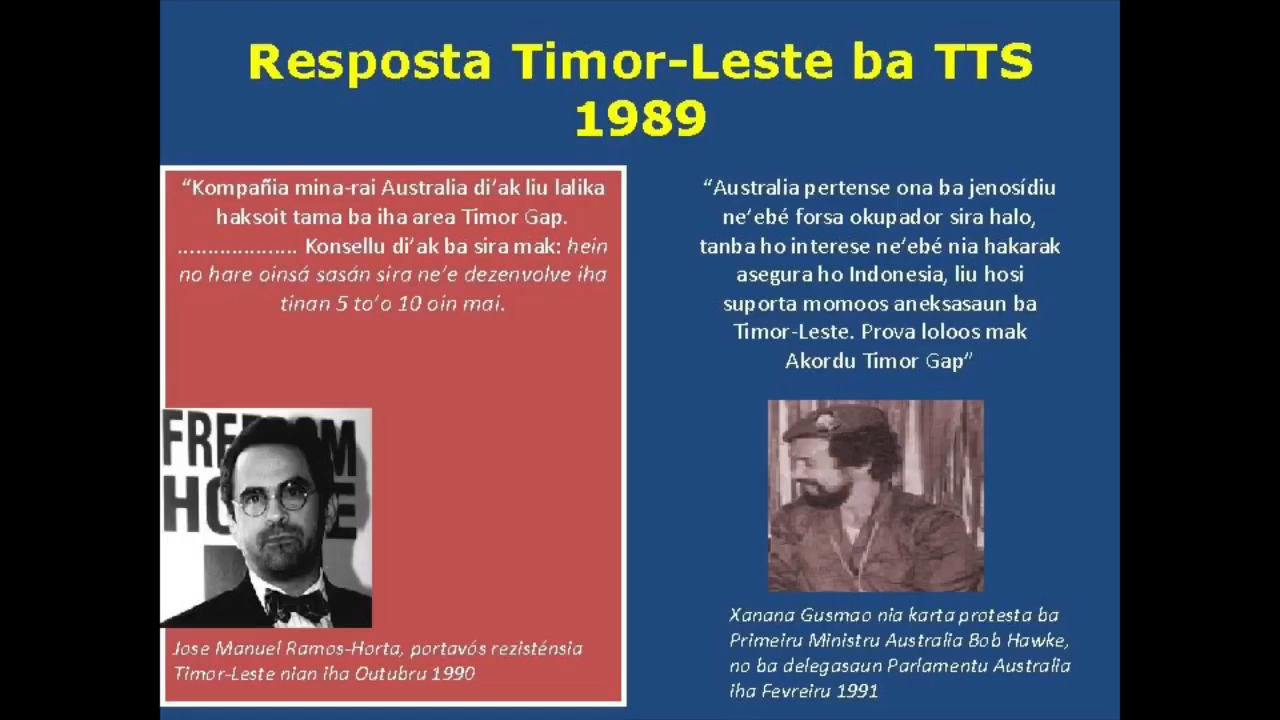 Resposta Timor-Leste ba TTS
1989
“Kompañia mina-rai Australia di’ak liu lalika
haksoit tama ba iha area Timor Gap.
.................... Konsellu di’ak ba sira mak: hein
no hare oinsá sasán sira ne’e dezenvolve iha
tinan 5 to’o 10 oin mai.
FREEDOM
HOUSE
Jose Manuel Ramos-Horta, portavós rezisténsia
Timor-Leste nian iha Outubru 1990
“Australia pertense ona ba jenosídiu
ne’ebé forsa okupador sira halo,
tanba ho interese ne’ebé nia hakarak
asegura ho Indonesia, liu hosi
suporta momoos aneksasaun ba
Timor-Leste. Prova loloos mak
Akordu Timor Gap”
Xanana Gusmao nia karta protesta ba
Primeiru Ministru Australia Bob Hawke,
no ba delegasaun Parlamentu Australia
iha Fevreiru 1991